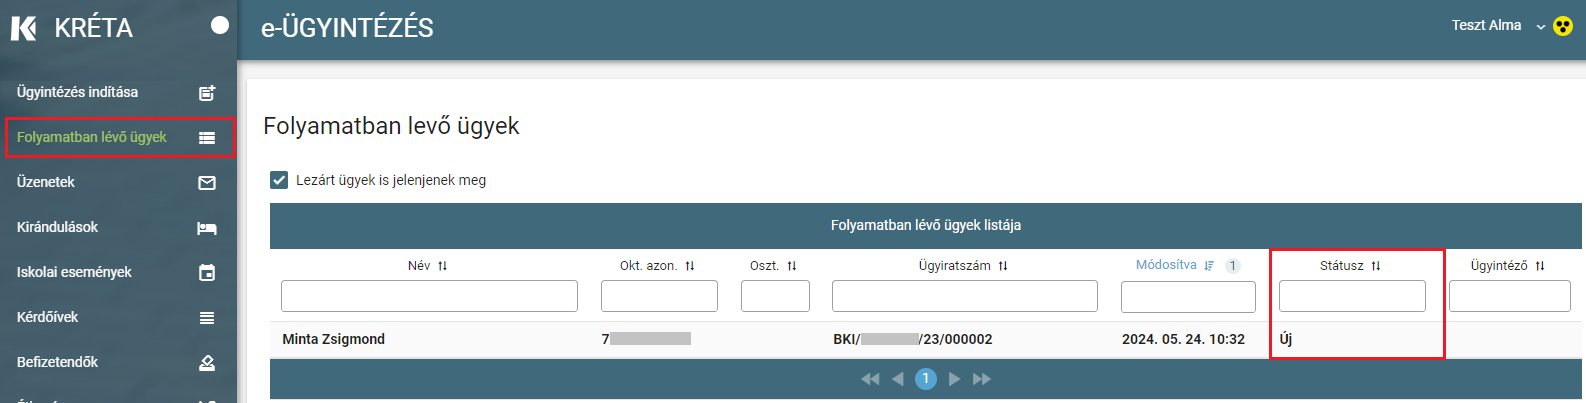 KRÉTA
e-ÜGYINTÉZÉS
Teszt Alma
Ügyintézés indítása
Folyamatban lévő ügyek
Üzenetek
Kirándulások
Iskolai események
Kérdőívek
Befizetendők
Folyamatban levő ügyek
Lezárt ügyek is jelenjenek meg
Folyamatban lévő ügyek listája
Név Okt. azon. Oszt. Ügyiratszám Módosítva 1 Státusz Ügyintéző
Minta Zsigmond 7 BKI/ /23/000002 2024. 05. 24. 10:32 Új
1